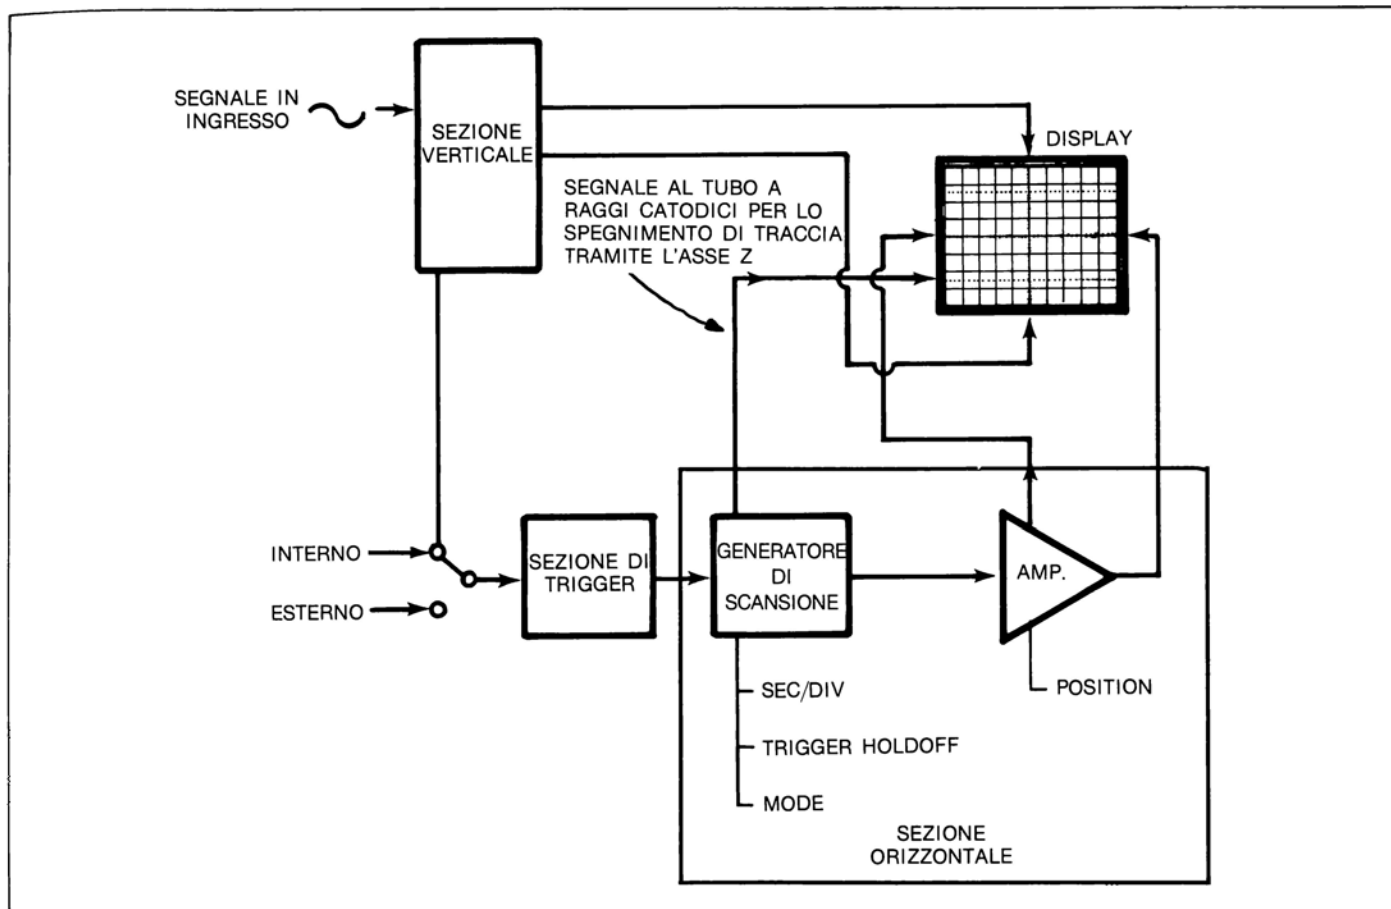 SEGNALE IN
INGRESSO
SEZIONE
VERTICALE
DISPLAY
SEGNALE AL TUBO A
RAGGI CATODICI PER LO
SPEGNIMENTO DI TRACCIA
TRAMITE L'ASSE Z
INTERNO
ESTERNO
SEZIONE DI
TRIGGER
GENERATORE
DI
SCANSIONE
AMP.
SEC/DIV
TRIGGER HOLDOFF
MODE
POSITION
SEZIONE
ORIZZONTALE